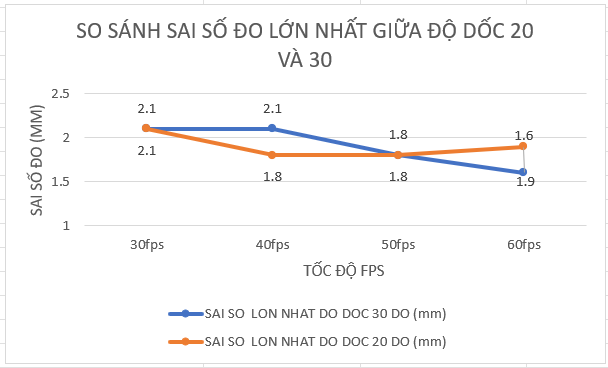 SO SÁNH SAI SỐ ĐO LỚN NHẤT GIỮA ĐỘ DỐC 20
VÀ 30
SAI SỐ ĐO (MM)
2.5
2
1.5
1
2.1
2.1
1.8
1.6
2.1
1.8
1.8
1.9
30fps
40fps
50fps
60fps
TỐC ĐỘ FPS
SAI SO LON NHAT DO DOC 30 DO (mm)
SAI SO LON NHAT DO DOC 20 DO (mm)